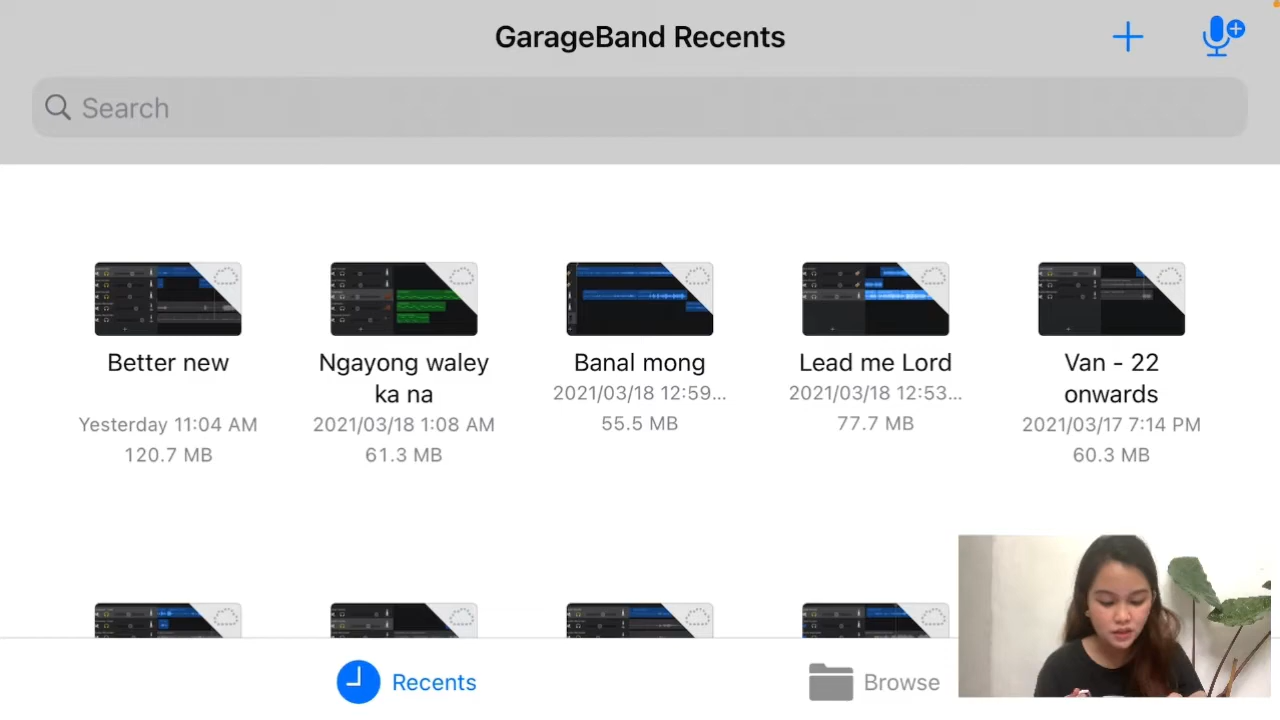 GarageBand Recents
Search
Better new
Yesterday 11:04 AM
120.7 MB
Ngayong waley
ka na
2021/03/18 1:08 AM
61.3 MB
Banal mong
2021/03/18 12:59...
55.5 MB
Lead me Lord
2021/03/18 12:53...
77.7 MB
Van - 22
onwards
2021/03/17 7:14 PM
60.3 MB
Recents
Browse